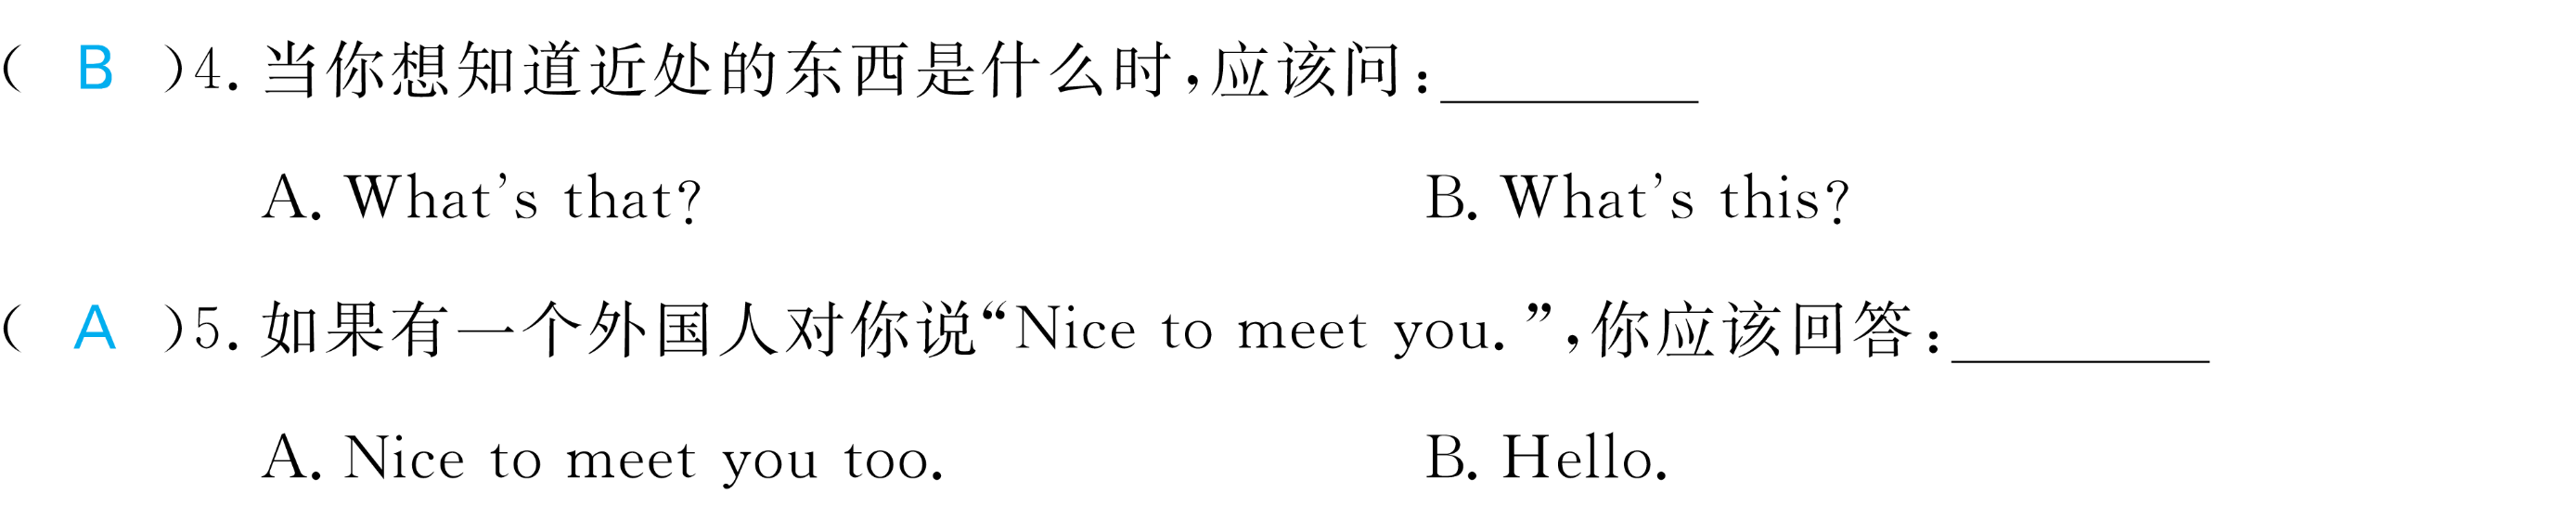 ( B )4. 当你想知道近处的东西是什么时,应该问:________
A. What's that? B. What's this?
( A )5. 如果有一个外国人对你说“Nice to meet you.”,你应该回答:________
A. Nice to meet you too. B. Hello.